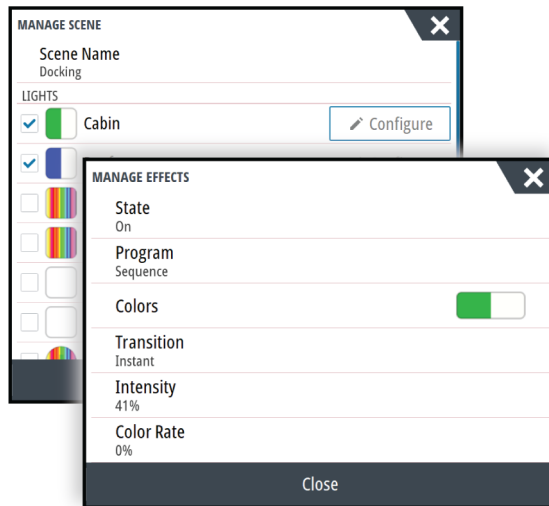 MANAGE SCENE
Scene Name
Docking
LIGHTS
Cabin
Configure
MANAGE EFFECTS
State
On
Program
Sequence
Colors
Transition
Instant
Intensity
41%
Color Rate
0%
Close